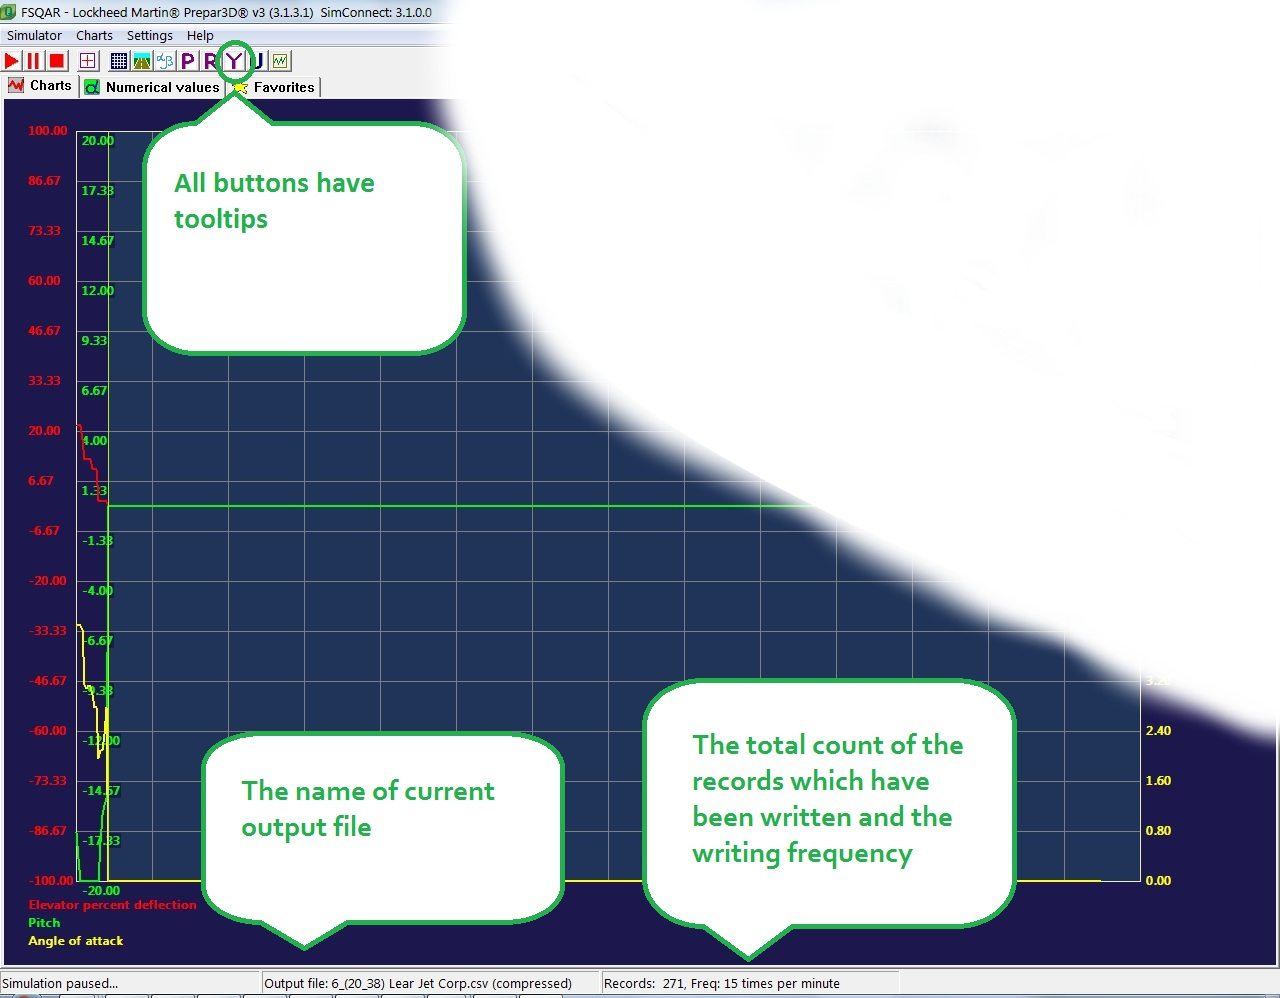 FSQAR - Lockheed Martin® Prepar3D® v3 (3.1.3.1)  SimConnect: 3.1.0.0
Simulator Charts Settings Help
P R Y U
Charts Numerical values Favorites
100.00 20.00
86.67 17.33
73.33 14.67
60.00 12.00
46.67 9.33
33.33 6.67
20.00 4.00
6.67 1.33
-6.67 -1.33
-20.00 -4.00
-33.33 -6.67
-46.67 -9.33 3.20
-60.00 -12.00 2.40
-73.33 -14.67 1.60
-86.67 -17.33 0.80
-100.00 -20.00 0.00
All buttons have
tooltips
The name of current
output file
The total count of the
records which have
been written and the
writing frequency
Elevator percent deflection
Pitch
Angle of attack
Simulation paused...
Output file: 6_(20_38) Lear Jet Corp.csv (compressed)
Records:  271, Freq: 15 times per minute